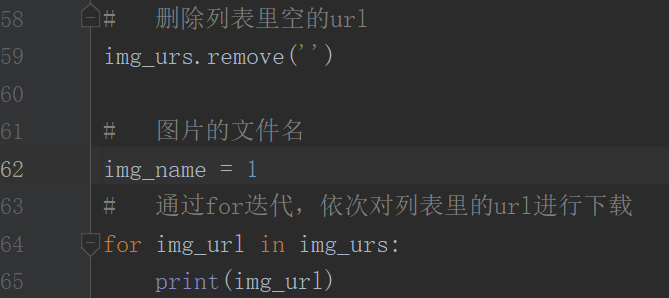 58 #   删除列表里空的url
59 img_urs.remove('')
60
61 #   图片的文件名
62 img_name = 1
63 #   通过for迭代，依次对列表里的url进行下载
64 for img_url in img_urs:
65     print(img_url)